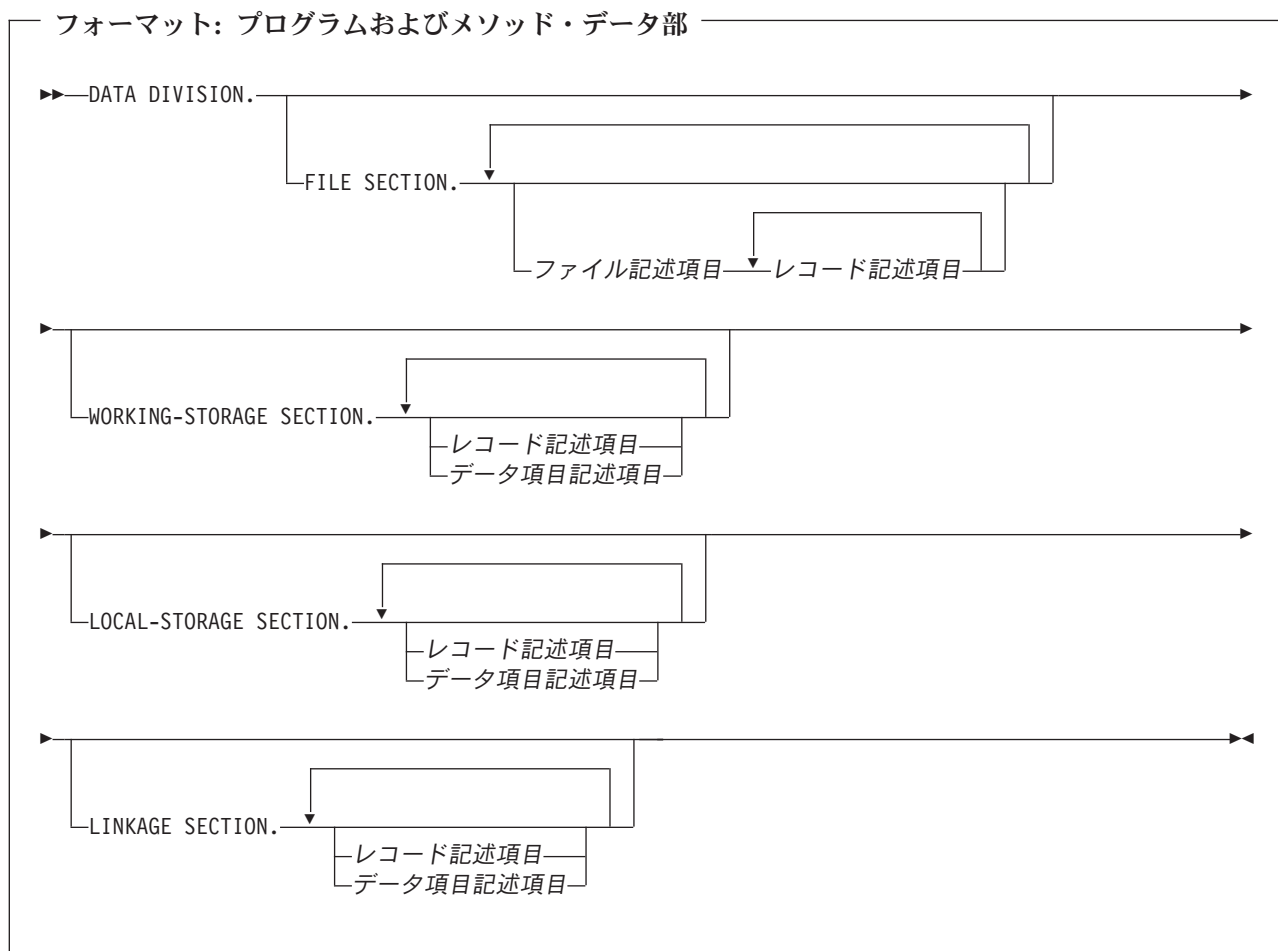 フォーマット: プログラムおよびメソッド・データ部
DATA DIVISION.
FILE SECTION.
ファイル記述項目 レコード記述項目
WORKING-STORAGE SECTION.
レコード記述項目
データ項目記述項目
LOCAL-STORAGE SECTION.
レコード記述項目
データ項目記述項目
LINKAGE SECTION.
レコード記述項目
データ項目記述項目